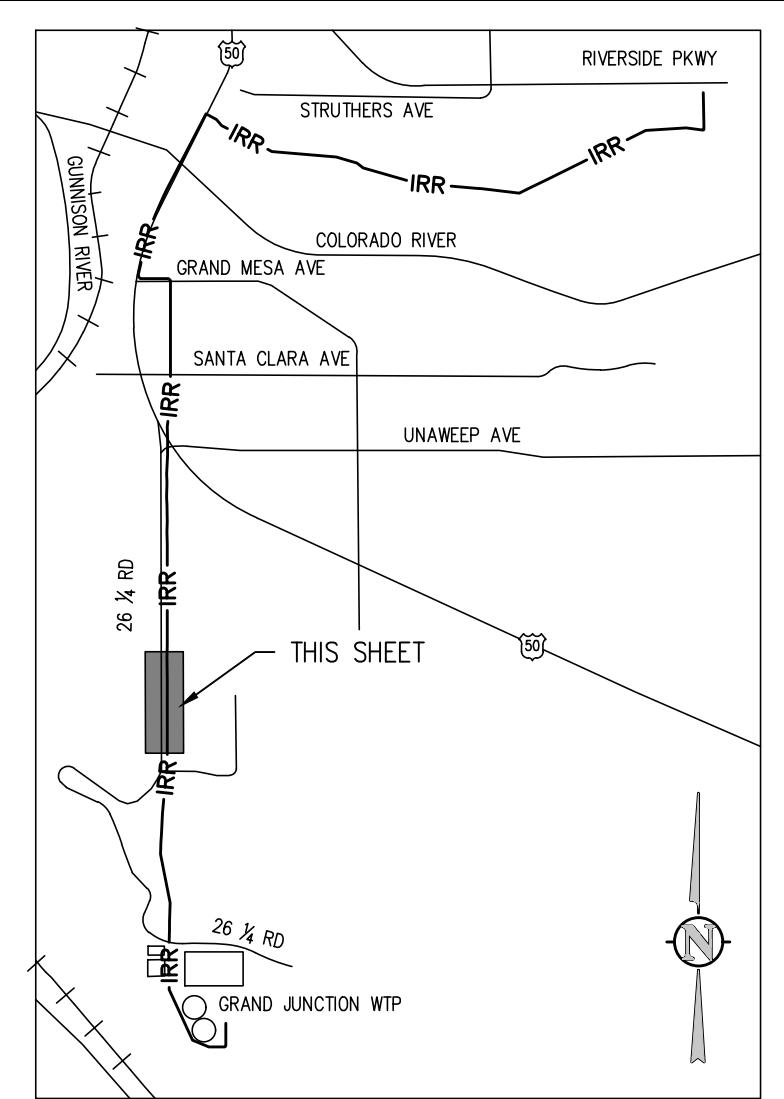 50
RIVERSIDE PKWY
STRUTHERS AVE
IRR
IRR
IRR
GUNNISON RIVER
IRR
COLORADO RIVER
GRAND MESA AVE
SANTA CLARA AVE
IRR
UNAWEEP AVE
26 ¼ RD
IRR
50
THIS SHEET
IRR
26 ¼ RD
IRR
N
GRAND JUNCTION WTP